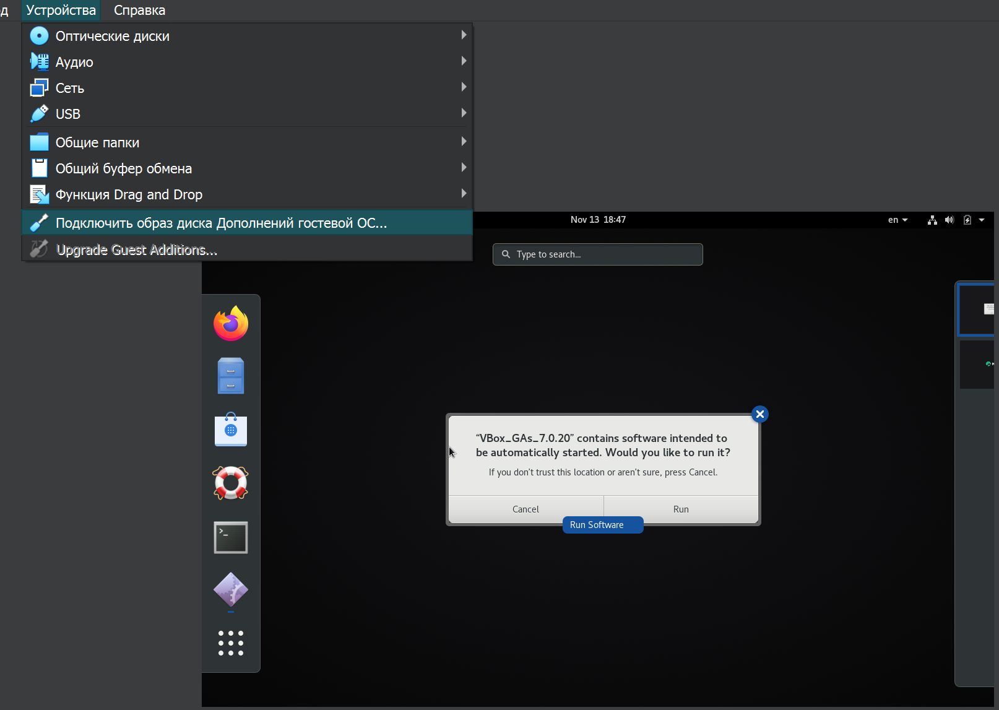 д Устройства Справка
Оптические диски
Аудио
Сеть
USB
Общие папки
Общий буфер обмена
Функция Drag and Drop
Подключить образ диска Дополнений гостевой ОС...
Upgrade Guest Additions...
Nov 13 18:47
en
Type to search...
“VBox_GAs_7.0.20” contains software intended to
be automatically started. Would you like to run it?
If you don't trust this location or aren't sure, press Cancel.
Cancel
Run
Run Software